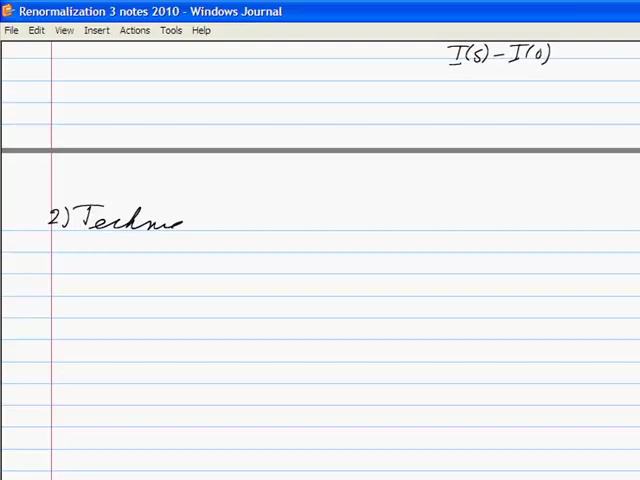 Renormalization 3 notes 2010 - Windows Journal
File Edit View Insert Actions Tools Help
I(s) - I(0)
2) Techni